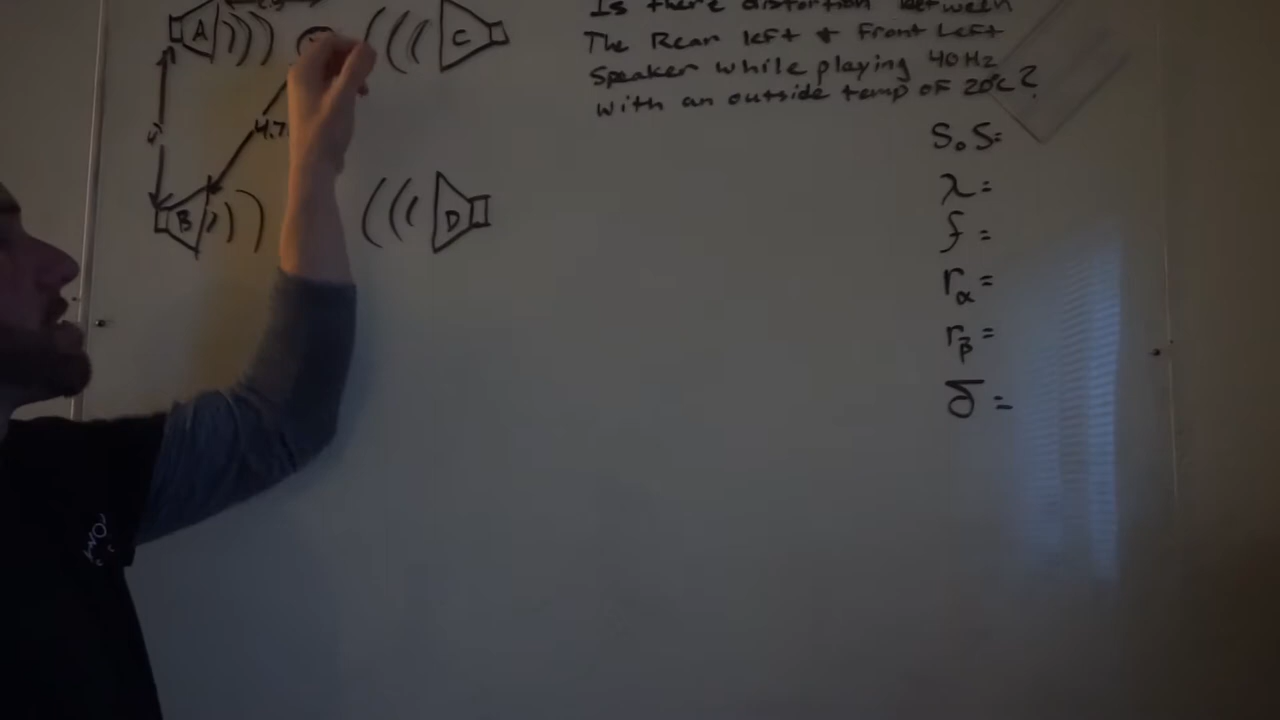 Is there distortion between
The Rear left & Front Left
Speaker while playing 40Hz
with an outside temp of 20°C?
A
C
4.7
B
D
S.S=
λ=
f=
rα=
rβ=
δ=